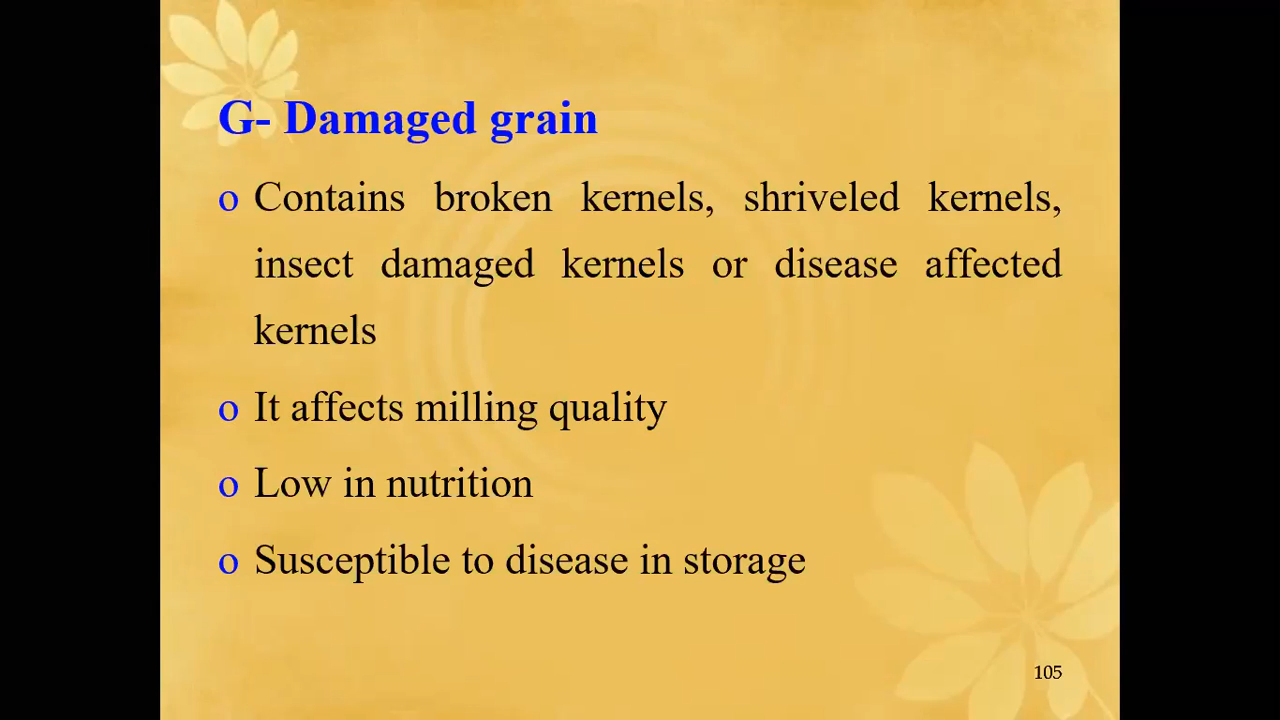 G- Damaged grain
o Contains broken kernels, shriveled kernels,
insect damaged kernels or disease affected
kernels
o It affects milling quality
o Low in nutrition
o Susceptible to disease in storage
105